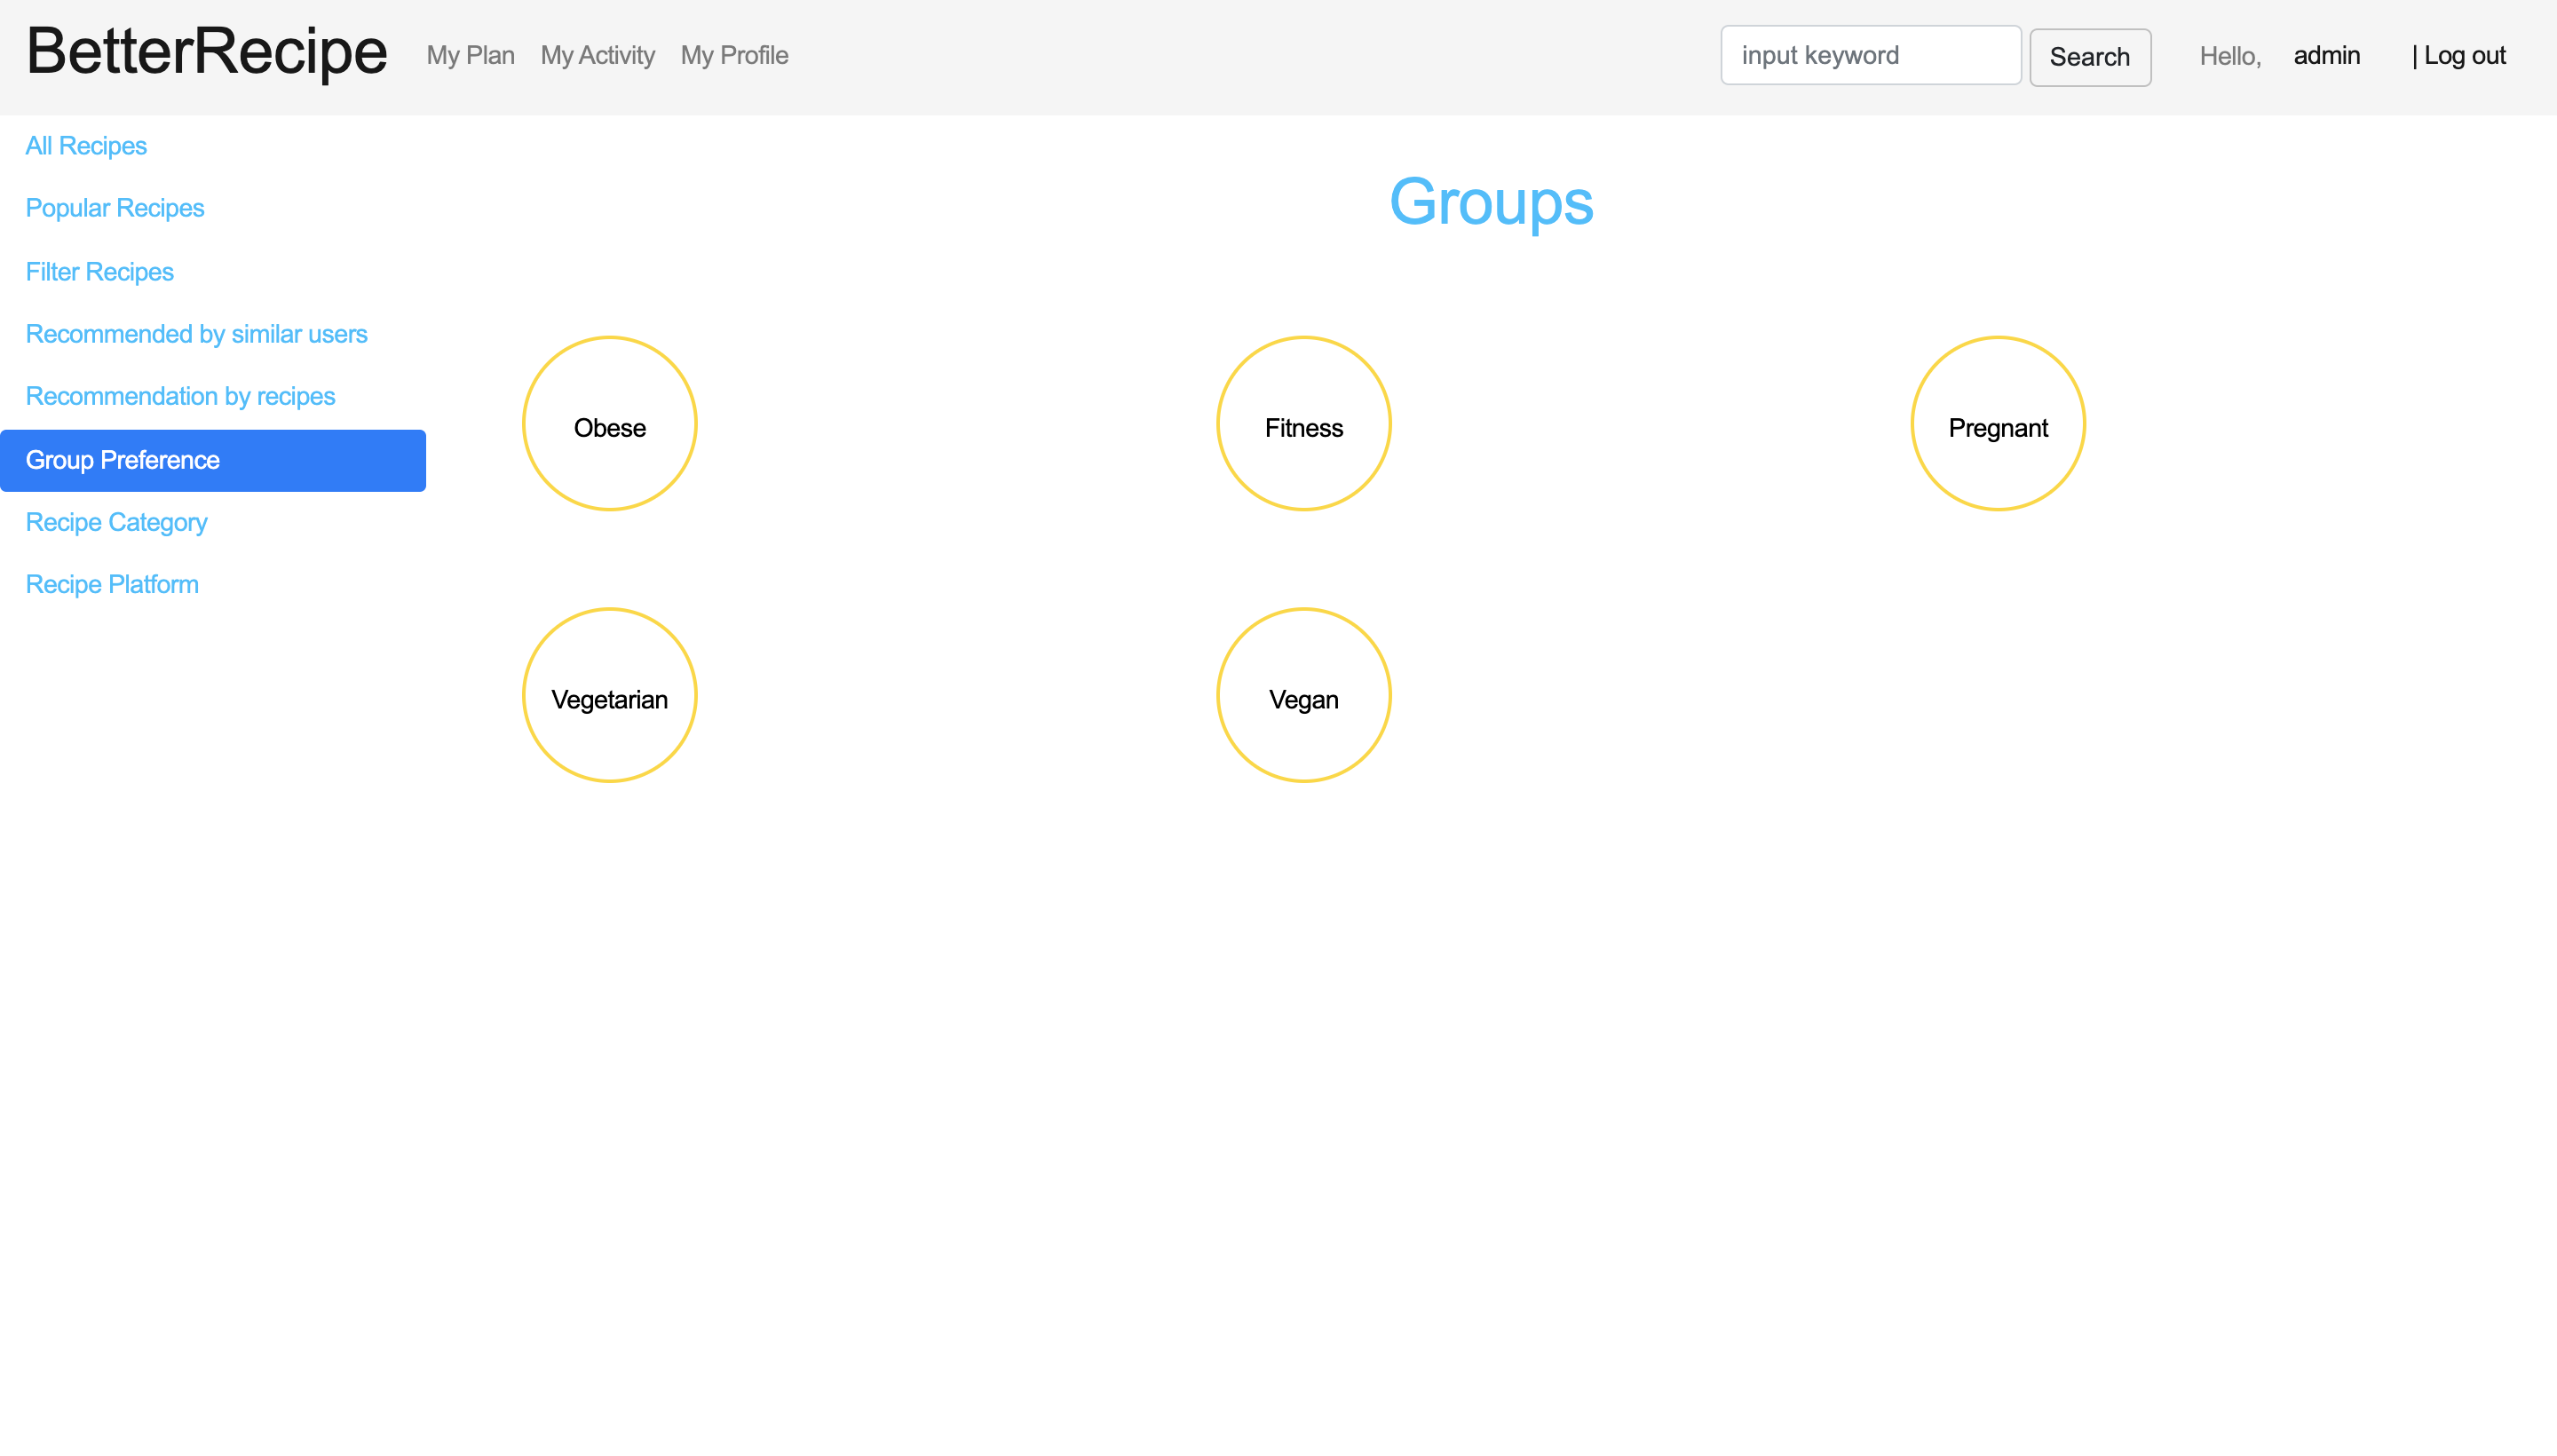 BetterRecipe My Plan My Activity My Profile input keyword Search Hello, admin | Log out
All Recipes
Popular Recipes
Filter Recipes
Recommended by similar users
Recommendation by recipes
Group Preference
Recipe Category
Recipe Platform
Groups
Obese Fitness Pregnant
Vegetarian Vegan